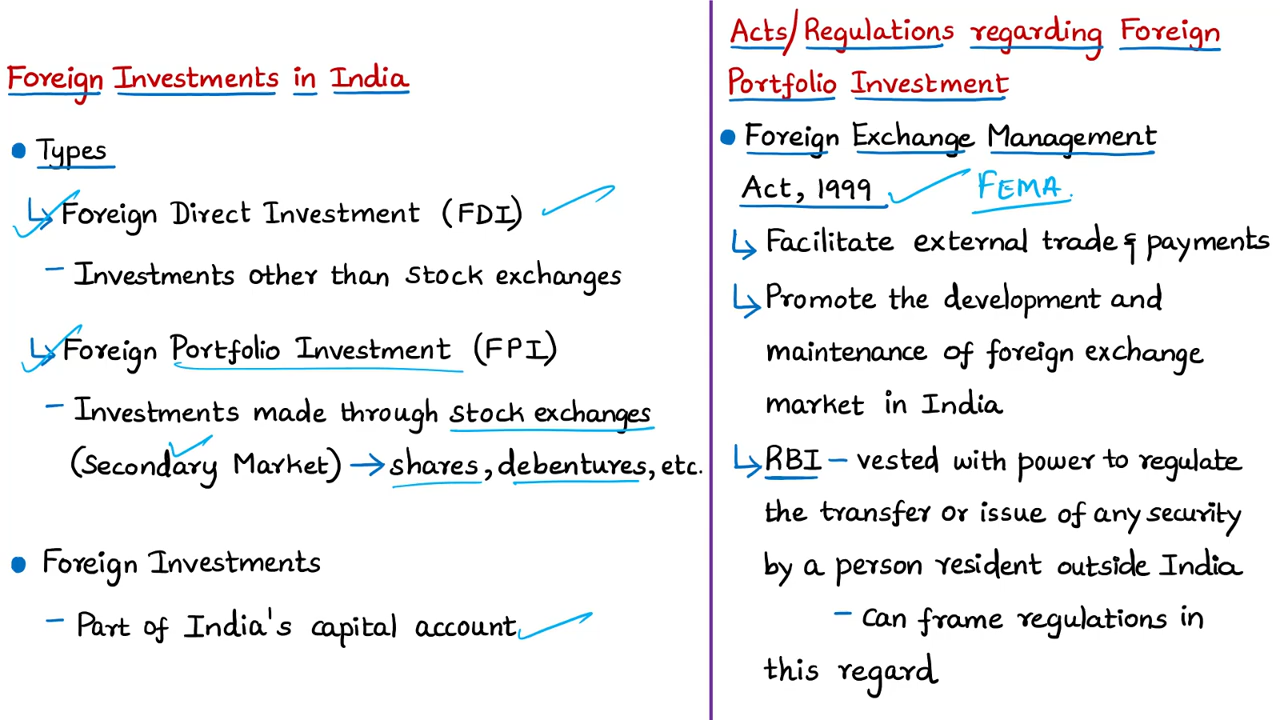 Foreign Investments in India
Types
Foreign Direct Investment (FDI)
- Investments other than stock exchanges
Foreign Portfolio Investment (FPI)
- Investments made through stock exchanges
(Secondary Market) → shares, debentures, etc.
Foreign Investments
- Part of India's capital account
Acts/Regulations regarding Foreign
Portfolio Investment
Foreign Exchange Management
Act, 1999 FEMA.
Facilitate external trade & payments
Promote the development and
maintenance of foreign exchange
market in India
RBI - vested with power to regulate
the transfer or issue of any security
by a person resident outside India
- Can frame regulations in
this regard